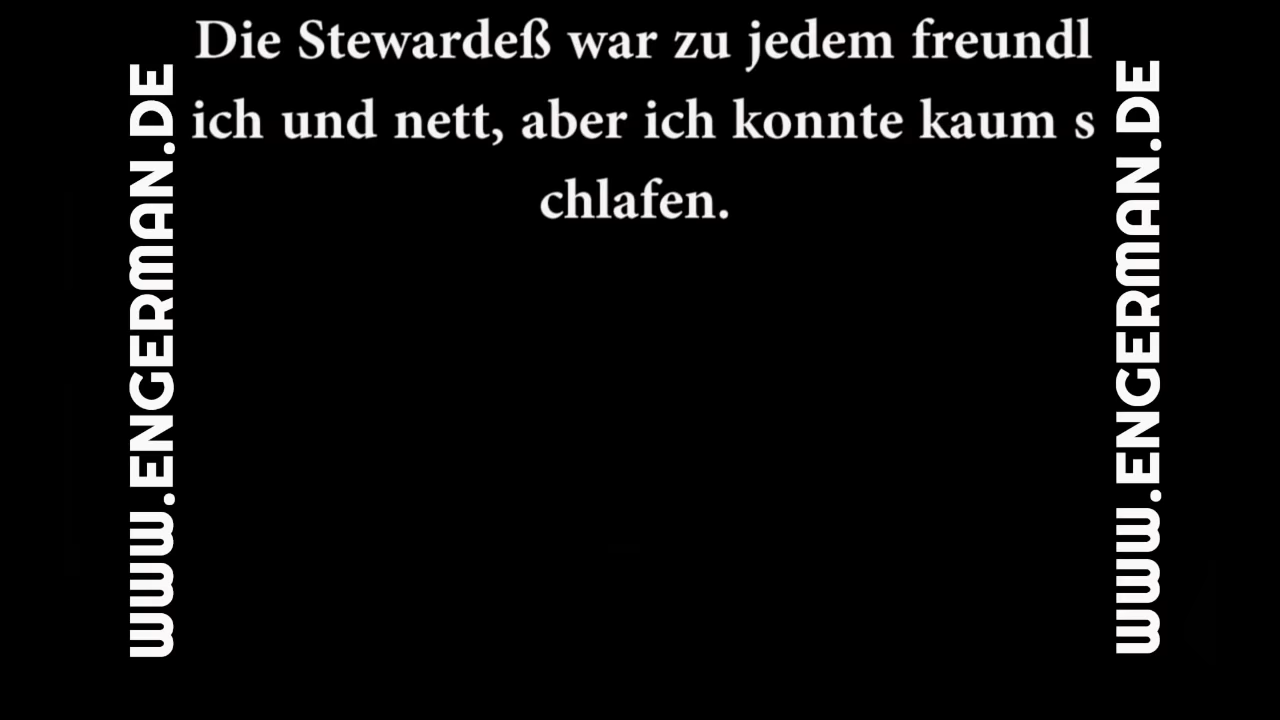 Die Stewardeß war zu jedem freundl
ich und nett, aber ich konnte kaum s
chlafen.
WWW.ENGERMAN.DE
WWW.ENGERMAN.DE